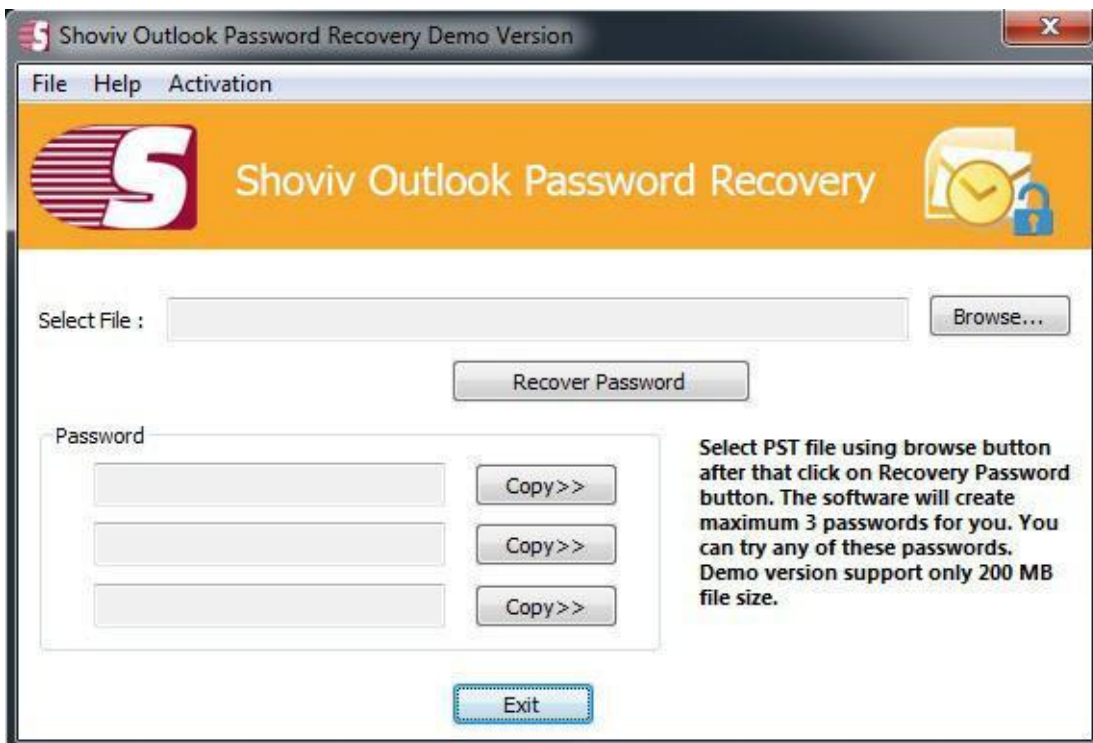 Shoviv Outlook Password Recovery Demo Version
X
File Help Activation
S
Shoviv Outlook Password Recovery
Select File :
Browse...
Recover Password
Password
Copy>>
Copy>>
Copy>>
Select PST file using browse button
after that click on Recovery Password
button. The software will create
maximum 3 passwords for you. You
can try any of these passwords.
Demo version support only 200 MB
file size.
Exit